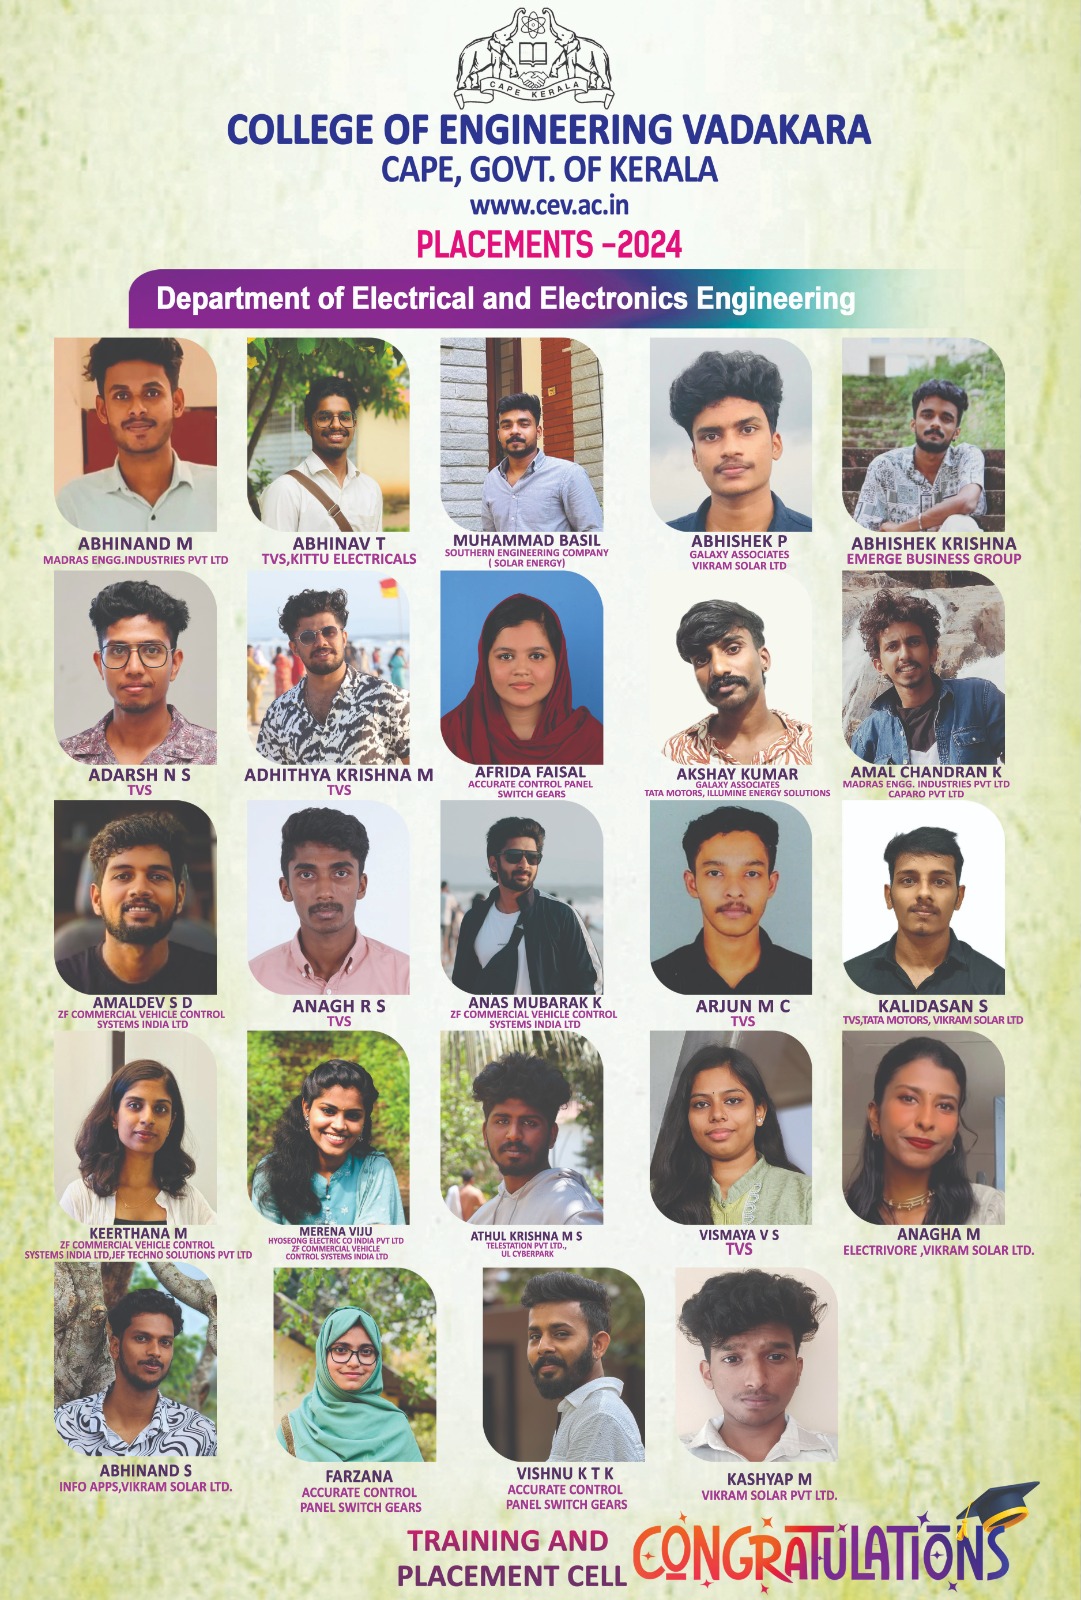 CAPE KERALA
COLLEGE OF ENGINEERING VADAKARA
CAPE, GOVT. OF KERALA
www.cev.ac.in
PLACEMENTS -2024
Department of Electrical and Electronics Engineering
ABHINAND M
MADRAS ENGG.INDUSTRIES PVT LTD
ABHINAV T
TVS,KITTU ELECTRICALS
MUHAMMAD BASIL
SOUTHERN ENGINEERING COMPANY
( SOLAR ENERGY)
ABHISHEK P
GALAXY ASSOCIATES
VIKRAM SOLAR LTD
ABHISHEK KRISHNA
EMERGE BUSINESS GROUP
ADARSH N S
TVS
ADHITHYA KRISHNA M
TVS
AFRIDA FAISAL
ACCURATE CONTROL PANEL
SWITCH GEARS
AKSHAY KUMAR
GALAXY ASSOCIATES
TATA MOTORS, ILLUMINE ENERGY SOLUTIONS
AMAL CHANDRAN K
MADRAS ENGG. INDUSTRIES PVT LTD
CAPARO PVT LTD
AMALDEV S D
ZF COMMERCIAL VEHICLE CONTROL
SYSTEMS INDIA LTD
ANAGH R S
TVS
ANAS MUBARAK K
ZF COMMERCIAL VEHICLE CONTROL
SYSTEMS INDIA LTD
ARJUN M C
TVS
KALIDASAN S
TVS,TATA MOTORS, VIKRAM SOLAR LTD
KEERTHANA M
ZF COMMERCIAL VEHICLE CONTROL
SYSTEMS INDIA LTD,JEF TECHNO SOLUTIONS PVT LTD
MERENA VIJU
HYOSEONG ELECTRIC CO INDIA PVT LTD
ZF COMMERCIAL VEHICLE
CONTROL SYSTEMS INDIA LTD
ATHUL KRISHNA M S
TELESTATION PVT LTD.,
UL CYBERPARK
VISMAYA V S
TVS
ANAGHA M
ELECTRIVORE ,VIKRAM SOLAR LTD.
ABHINAND S
INFO APPS,VIKRAM SOLAR LTD.
FARZANA
ACCURATE CONTROL
PANEL SWITCH GEARS
VISHNU K T K
ACCURATE CONTROL
PANEL SWITCH GEARS
KASHYAP M
VIKRAM SOLAR PVT LTD.
TRAINING AND
PLACEMENT CELL
CONGRATULATIONS